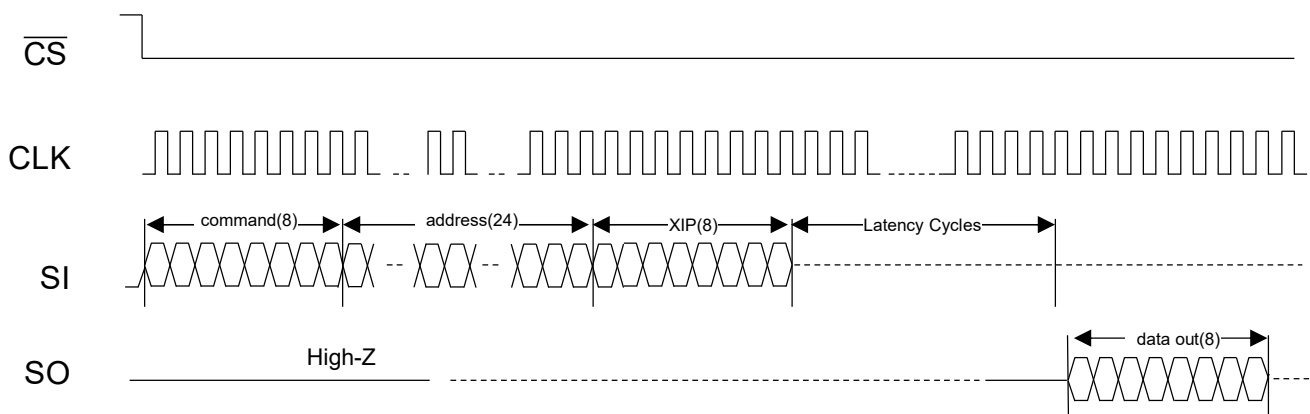 CS
CLK
command(8) address(24) XIP(8) Latency Cycles
SI
data out(8)
High-Z
SO